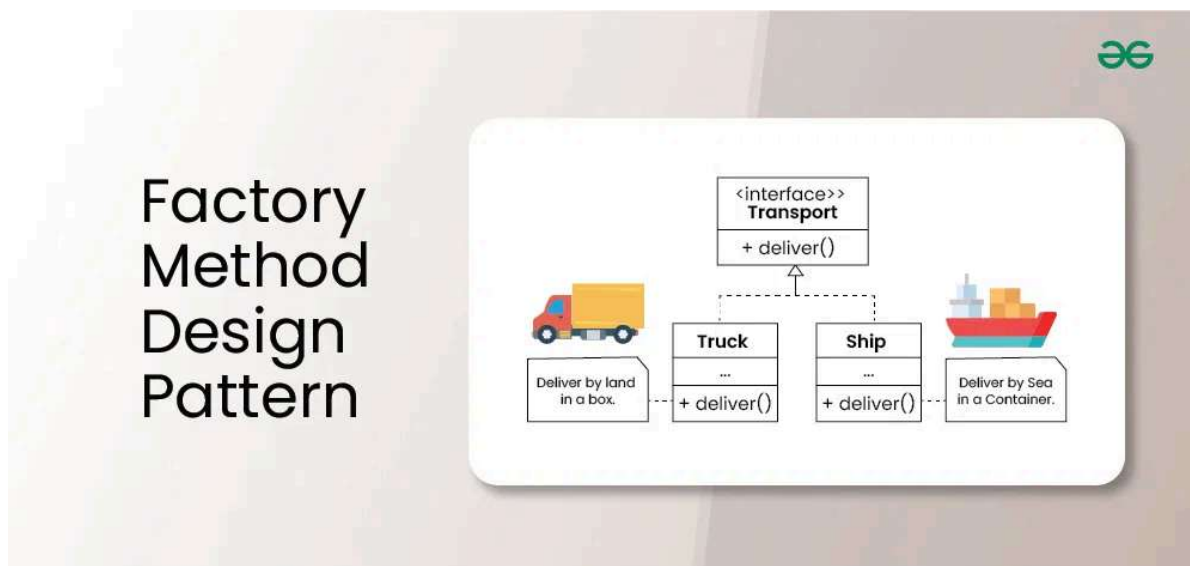 Factory
Method
Design
Pattern
<interface>>
Transport
+ deliver()
Truck
...
+ deliver()
Ship
...
+ deliver()
Deliver by land
in a box.
Deliver by Sea
in a Container.